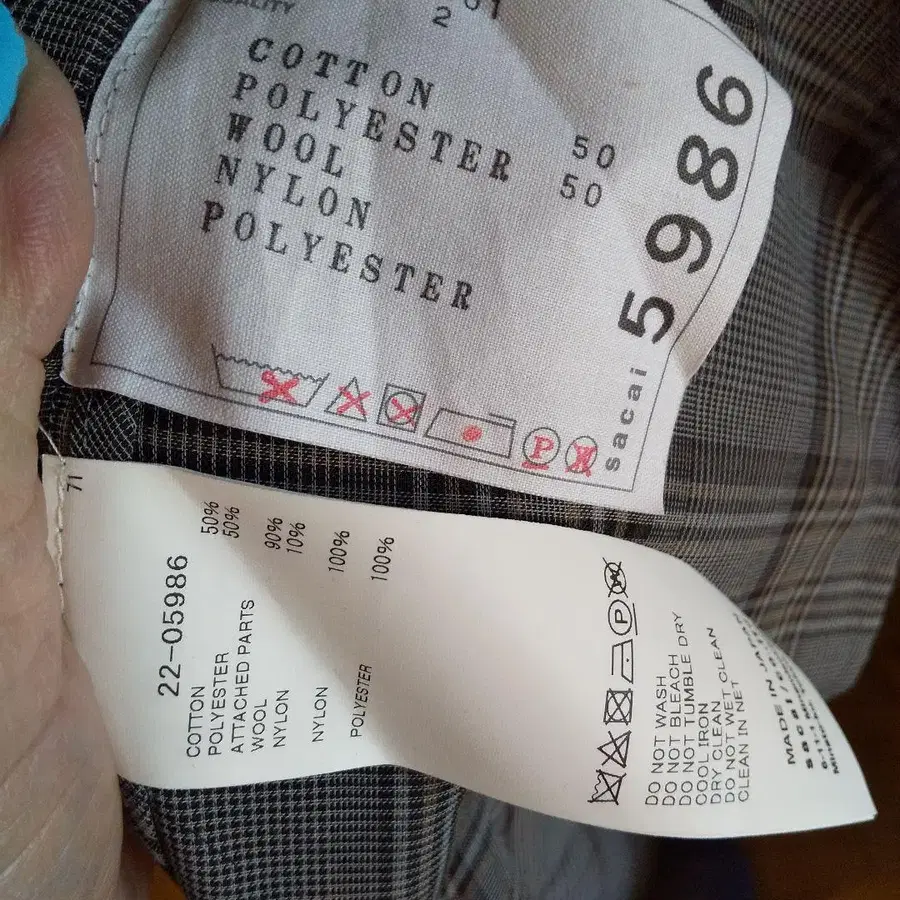 QUALITY
2
01
COTTON 50
POLYESTER 50
WOOL
NYLON
POLYESTER
P
sacai 5986
71
22-05986
COTTON 50%
POLYESTER 50%
ATTACHED PARTS
WOOL 90%
NYLON 10%
NYLON 100%
POLYESTER 100%
P
W
DO NOT WASH
DO NOT BLEACH
DO NOT TUMBLE DRY
COOL IRON
DRY CLEAN
DO NOT WET CLEAN
CLEAN IN NET
MADE IN